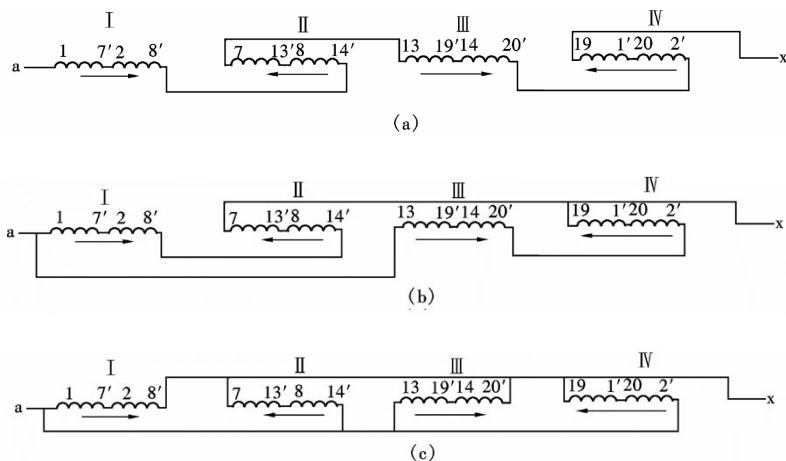 Ⅰ Ⅱ Ⅲ Ⅳ
1 7′ 2 8′ 7 13′ 8 14′ 13 19′ 14 20′ 19 1′ 20 2′
a x
(a)
Ⅰ Ⅱ Ⅲ Ⅳ
1 7′ 2 8′ 7 13′ 8 14′ 13 19′ 14 20′ 19 1′ 20 2′
a x
(b)
Ⅰ Ⅱ Ⅲ Ⅳ
1 7′ 2 8′ 7 13′ 8 14′ 13 19′ 14 20′ 19 1′ 20 2′
a x
(c)